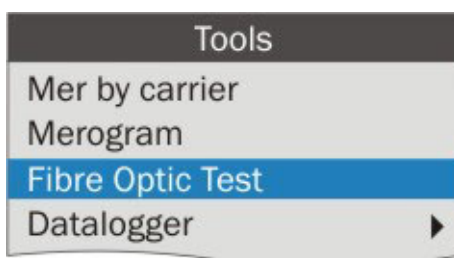 Tools
Mer by carrier
Merogram
Fibre Optic Test
Datalogger